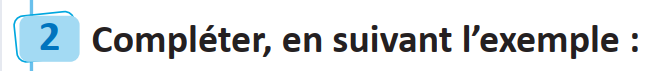 2 Compléter, en suivant l’exemple :